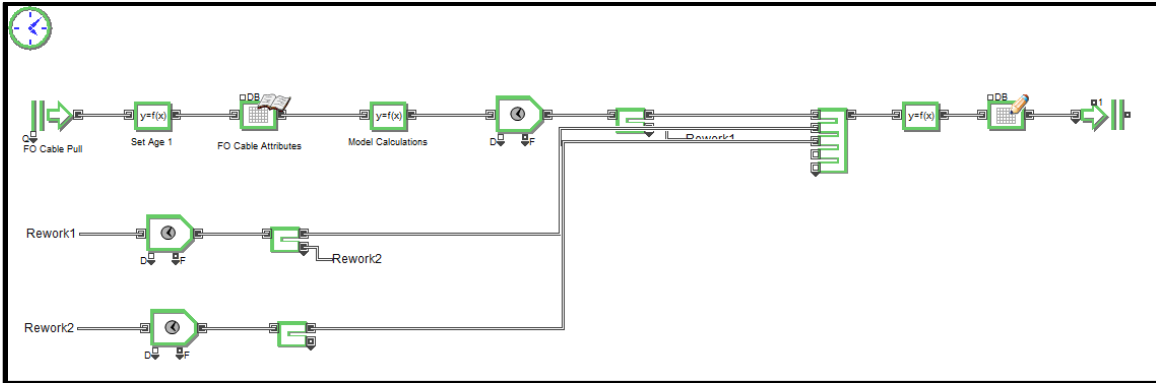 DB
DB
1
y=f(x)
y=f(x)
y=f(x)
Q
FO Cable Pull
Set Age 1
FO Cable Attributes
Model Calculations
D
F
Rework1
Rework1
D
F
Rework2
Rework2
D
F